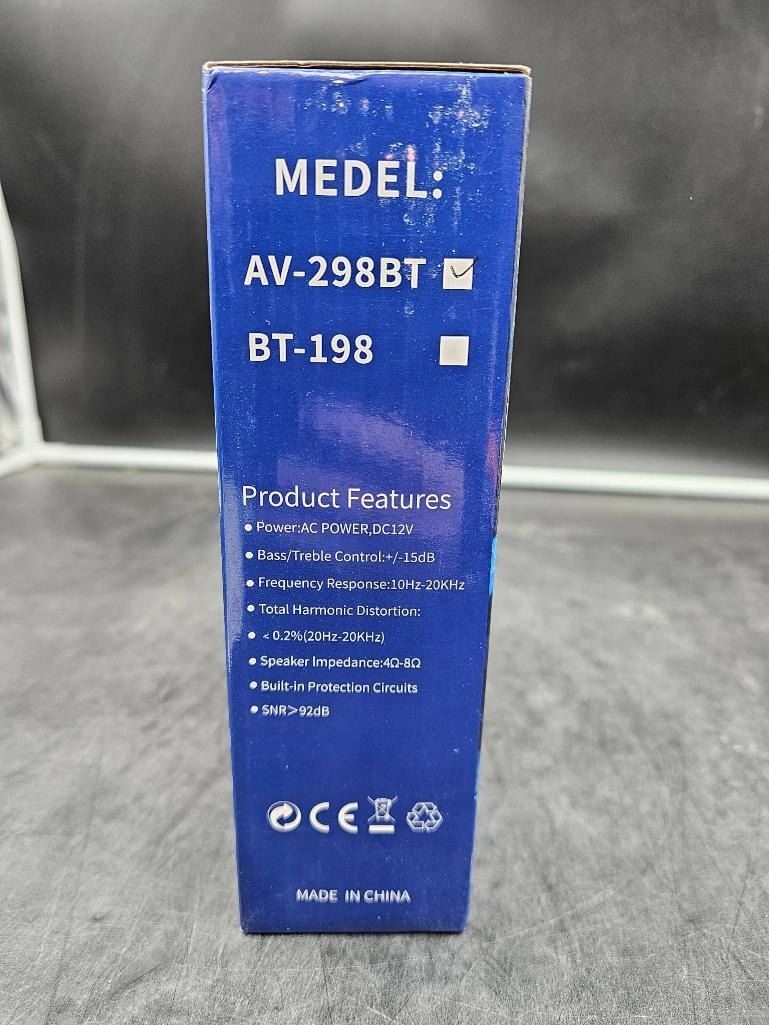 MEDEL:
AV-298BT
BT-198
Product Features
• Power:AC POWER,DC12V
• Bass/Treble Control:+/-15dB
• Frequency Response:10Hz-20KHz
• Total Harmonic Distortion:
• <0.2%(20Hz-20KHz)
• Speaker Impedance:4Ω-8Ω
• Built-in Protection Circuits
• SNR>92dB
CE
MADE IN CHINA